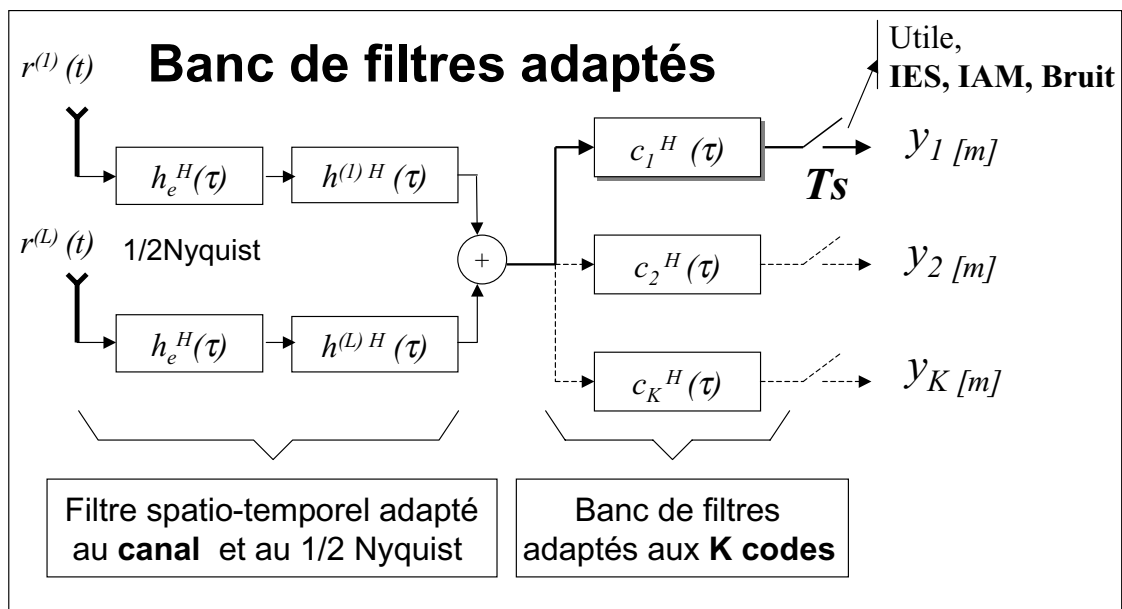 Banc de filtres adaptés
r^(1) (t)
Utile,
IES, IAM, Bruit
h_e^H(τ)
h^(1) H (τ)
c_1^H (τ)
Ts
y_1 [m]
r^(L) (t)
1/2Nyquist
+
c_2^H (τ)
y_2 [m]
h_e^H(τ)
h^(L) H (τ)
c_K^H (τ)
y_K [m]
Filtre spatio-temporel adapté
au canal et au 1/2 Nyquist
Banc de filtres
adaptés aux K codes